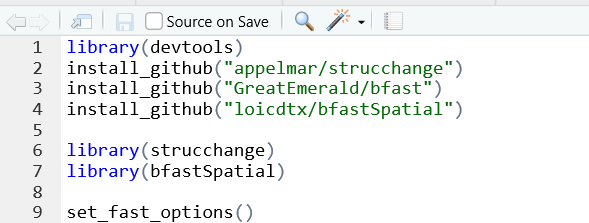 Source on Save
1 library(devtools)
2 install_github("appelmar/strucchange")
3 install_github("GreatEmerald/bfast")
4 install_github("loicdtx/bfastSpatial")
5
6 library(strucchange)
7 library(bfastSpatial)
8
9 set_fast_options()